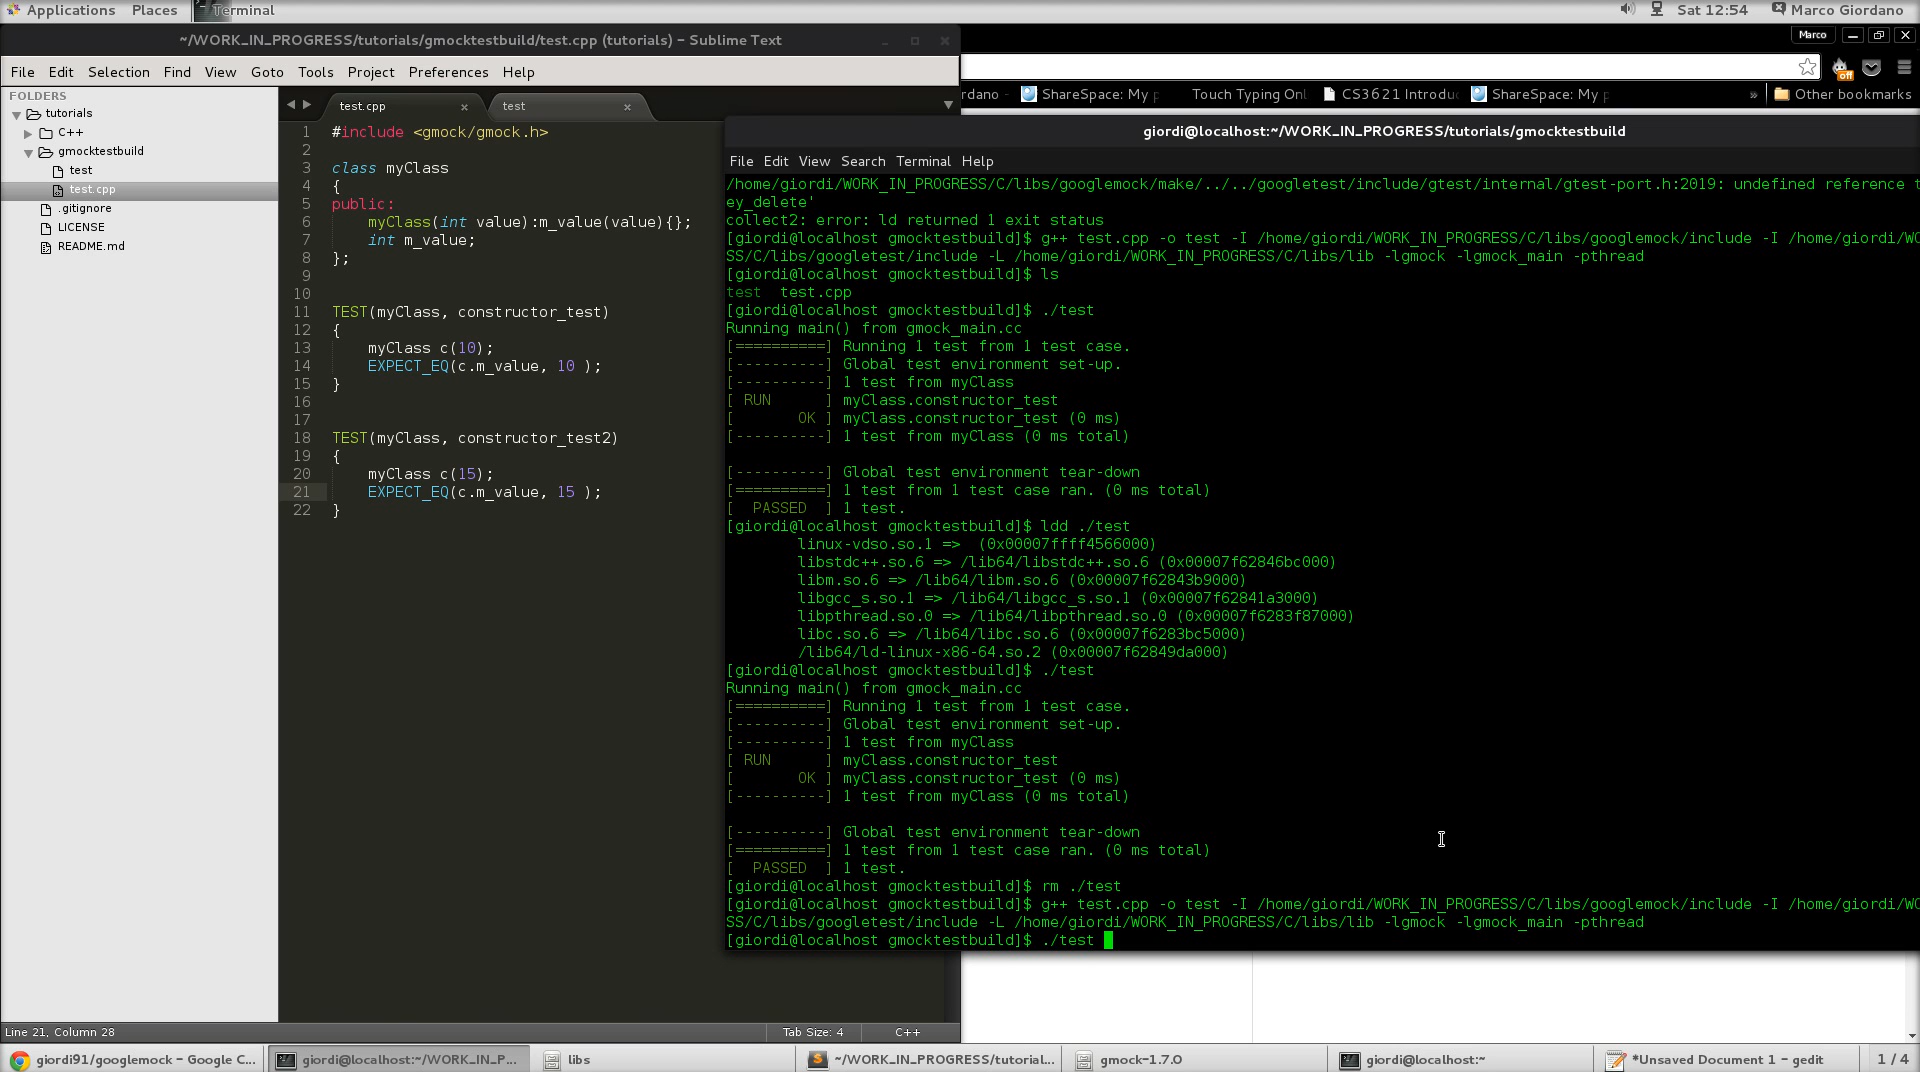 Applications Places Terminal Sat 12:54 Marco Giordano
~/WORK_IN_PROGRESS/tutorials/gmocktestbuild/test.cpp (tutorials) - Sublime Text
Marco
File Edit Selection Find View Goto Tools Project Preferences Help
off
rdano ShareSpace: My p Touch Typing Onl CS3621 Introdu ShareSpace: My p » Other bookmarks
FOLDERS
tutorials
C++
gmocktestbuild
test
test.cpp
.gitignore
LICENSE
README.md
test.cpp × test ×
1 #include <gmock/gmock.h>
2
3 class myClass
4 {
5 public:
6 myClass(int value):m_value(value){};
7 int m_value;
8 };
9
10
11 TEST(myClass, constructor_test)
12 {
13 myClass c(10);
14 EXPECT_EQ(c.m_value, 10 );
15 }
16
17
18 TEST(myClass, constructor_test2)
19 {
20 myClass c(15);
21 EXPECT_EQ(c.m_value, 15 );
22 }
giordi@localhost:~/WORK_IN_PROGRESS/tutorials/gmocktestbuild
File Edit View Search Terminal Help
/home/giordi/WORK_IN_PROGRESS/C/libs/googlemock/make/../../googletest/include/gtest/internal/gtest-port.h:2019: undefined reference t
ey_delete'
collect2: error: ld returned 1 exit status
[giordi@localhost gmocktestbuild]$ g++ test.cpp -o test -I /home/giordi/WORK_IN_PROGRESS/C/libs/googlemock/include -I /home/giordi/WO
SS/C/libs/googletest/include -L /home/giordi/WORK_IN_PROGRESS/C/libs/lib -lgmock -lgmock_main -pthread
[giordi@localhost gmocktestbuild]$ ls
test test.cpp
[giordi@localhost gmocktestbuild]$ ./test
Running main() from gmock_main.cc
[==========] Running 1 test from 1 test case.
[----------] Global test environment set-up.
[----------] 1 test from myClass
[ RUN      ] myClass.constructor_test
[       OK ] myClass.constructor_test (0 ms)
[----------] 1 test from myClass (0 ms total)
[----------] Global test environment tear-down
[==========] 1 test from 1 test case ran. (0 ms total)
[  PASSED  ] 1 test.
[giordi@localhost gmocktestbuild]$ ldd ./test
linux-vdso.so.1 =>  (0x00007ffff4566000)
libstdc++.so.6 => /lib64/libstdc++.so.6 (0x00007f62846bc000)
libm.so.6 => /lib64/libm.so.6 (0x00007f62843b9000)
libgcc_s.so.1 => /lib64/libgcc_s.so.1 (0x00007f62841a3000)
libpthread.so.0 => /lib64/libpthread.so.0 (0x00007f6283f87000)
libc.so.6 => /lib64/libc.so.6 (0x00007f6283bc5000)
/lib64/ld-linux-x86-64.so.2 (0x00007f62849da000)
[giordi@localhost gmocktestbuild]$ ./test
Running main() from gmock_main.cc
[==========] Running 1 test from 1 test case.
[----------] Global test environment set-up.
[----------] 1 test from myClass
[ RUN      ] myClass.constructor_test
[       OK ] myClass.constructor_test (0 ms)
[----------] 1 test from myClass (0 ms total)
[----------] Global test environment tear-down
[==========] 1 test from 1 test case ran. (0 ms total)
[  PASSED  ] 1 test.
[giordi@localhost gmocktestbuild]$ rm ./test
[giordi@localhost gmocktestbuild]$ g++ test.cpp -o test -I /home/giordi/WORK_IN_PROGRESS/C/libs/googlemock/include -I /home/giordi/WO
SS/C/libs/googletest/include -L /home/giordi/WORK_IN_PROGRESS/C/libs/lib -lgmock -lgmock_main -pthread
[giordi@localhost gmocktestbuild]$ ./test
Line 21, Column 28 Tab Size: 4 C++
giordi91/googlemock - Google C... giordi@localhost:~/WORK_IN_P... libs ~/WORK_IN_PROGRESS/tutorial... gmock-1.7.0 giordi@localhost:~ *Unsaved Document 1 - gedit 1 / 4